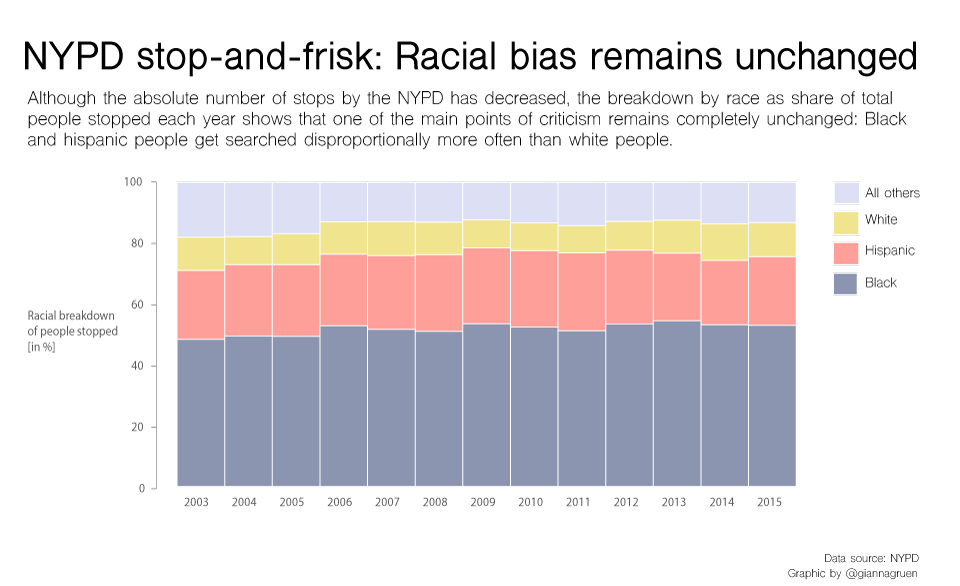 NYPD stop-and-frisk: Racial bias remains unchanged
Although the absolute number of stops by the NYPD has decreased, the breakdown by race as share of total
people stopped each year shows that one of the main points of criticism remains completely unchanged: Black
and hispanic people get searched disproportionally more often than white people.
100
80
60
40
20
0
Racial breakdown
of people stopped
[in %]
2003 2004 2005 2006 2007 2008 2009 2010 2011 2012 2013 2014 2015
All others
White
Hispanic
Black
Data source: NYPD
Graphic by @giannagruen